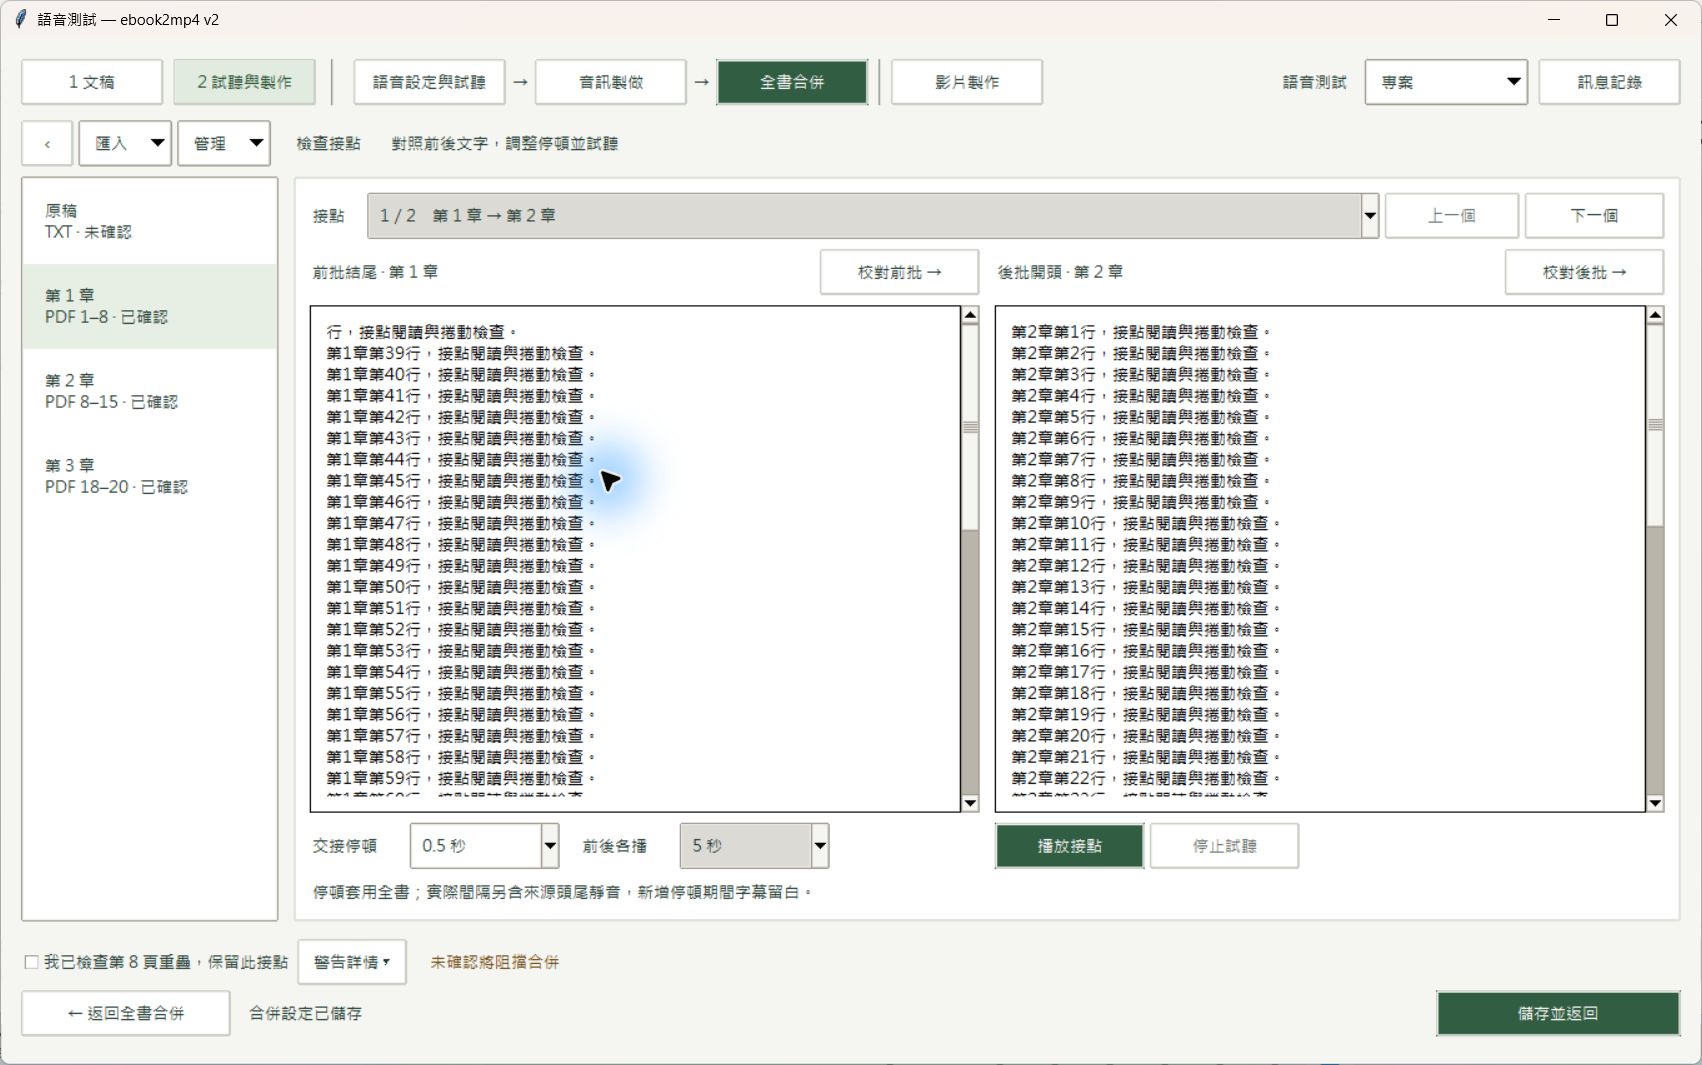 語音測試 — ebook2mp4 v2
1 文稿
2 試聽與製作
語音設定與試聽
→
音訊製做
→
全書合併
影片製作
語音測試
專案
訊息記錄
‹
匯入
管理
檢查接點
對照前後文字，調整停頓並試聽
原稿
TXT · 未確認
第 1 章
PDF 1–8 · 已確認
第 2 章
PDF 8–15 · 已確認
第 3 章
PDF 18–20 · 已確認
接點
1 / 2 第 1 章 → 第 2 章
上一個
下一個
前批結尾 · 第 1 章
校對前批 →
行，接點閱讀與捲動檢查。
第1章第39行，接點閱讀與捲動檢查。
第1章第40行，接點閱讀與捲動檢查。
第1章第41行，接點閱讀與捲動檢查。
第1章第42行，接點閱讀與捲動檢查。
第1章第43行，接點閱讀與捲動檢查。
第1章第44行，接點閱讀與捲動檢查。
第1章第45行，接點閱讀與捲動檢查。
第1章第46行，接點閱讀與捲動檢查。
第1章第47行，接點閱讀與捲動檢查。
第1章第48行，接點閱讀與捲動檢查。
第1章第49行，接點閱讀與捲動檢查。
第1章第50行，接點閱讀與捲動檢查。
第1章第51行，接點閱讀與捲動檢查。
第1章第52行，接點閱讀與捲動檢查。
第1章第53行，接點閱讀與捲動檢查。
第1章第54行，接點閱讀與捲動檢查。
第1章第55行，接點閱讀與捲動檢查。
第1章第56行，接點閱讀與捲動檢查。
第1章第57行，接點閱讀與捲動檢查。
第1章第58行，接點閱讀與捲動檢查。
第1章第59行，接點閱讀與捲動檢查。
後批開頭 · 第 2 章
校對後批 →
第2章第1行，接點閱讀與捲動檢查。
第2章第2行，接點閱讀與捲動檢查。
第2章第3行，接點閱讀與捲動檢查。
第2章第4行，接點閱讀與捲動檢查。
第2章第5行，接點閱讀與捲動檢查。
第2章第6行，接點閱讀與捲動檢查。
第2章第7行，接點閱讀與捲動檢查。
第2章第8行，接點閱讀與捲動檢查。
第2章第9行，接點閱讀與捲動檢查。
第2章第10行，接點閱讀與捲動檢查。
第2章第11行，接點閱讀與捲動檢查。
第2章第12行，接點閱讀與捲動檢查。
第2章第13行，接點閱讀與捲動檢查。
第2章第14行，接點閱讀與捲動檢查。
第2章第15行，接點閱讀與捲動檢查。
第2章第16行，接點閱讀與捲動檢查。
第2章第17行，接點閱讀與捲動檢查。
第2章第18行，接點閱讀與捲動檢查。
第2章第19行，接點閱讀與捲動檢查。
第2章第20行，接點閱讀與捲動檢查。
第2章第21行，接點閱讀與捲動檢查。
第2章第22行，接點閱讀與捲動檢查。
交接停頓
0.5 秒
前後各播
5 秒
播放接點
停止試聽
停頓套用全書；實際間隔另含來源頭尾靜音，新增停頓期間字幕留白。
我已檢查第 8 頁重疊，保留此接點
警告詳情 ▾
未確認將阻擋合併
← 返回全書合併
合併設定已儲存
儲存並返回